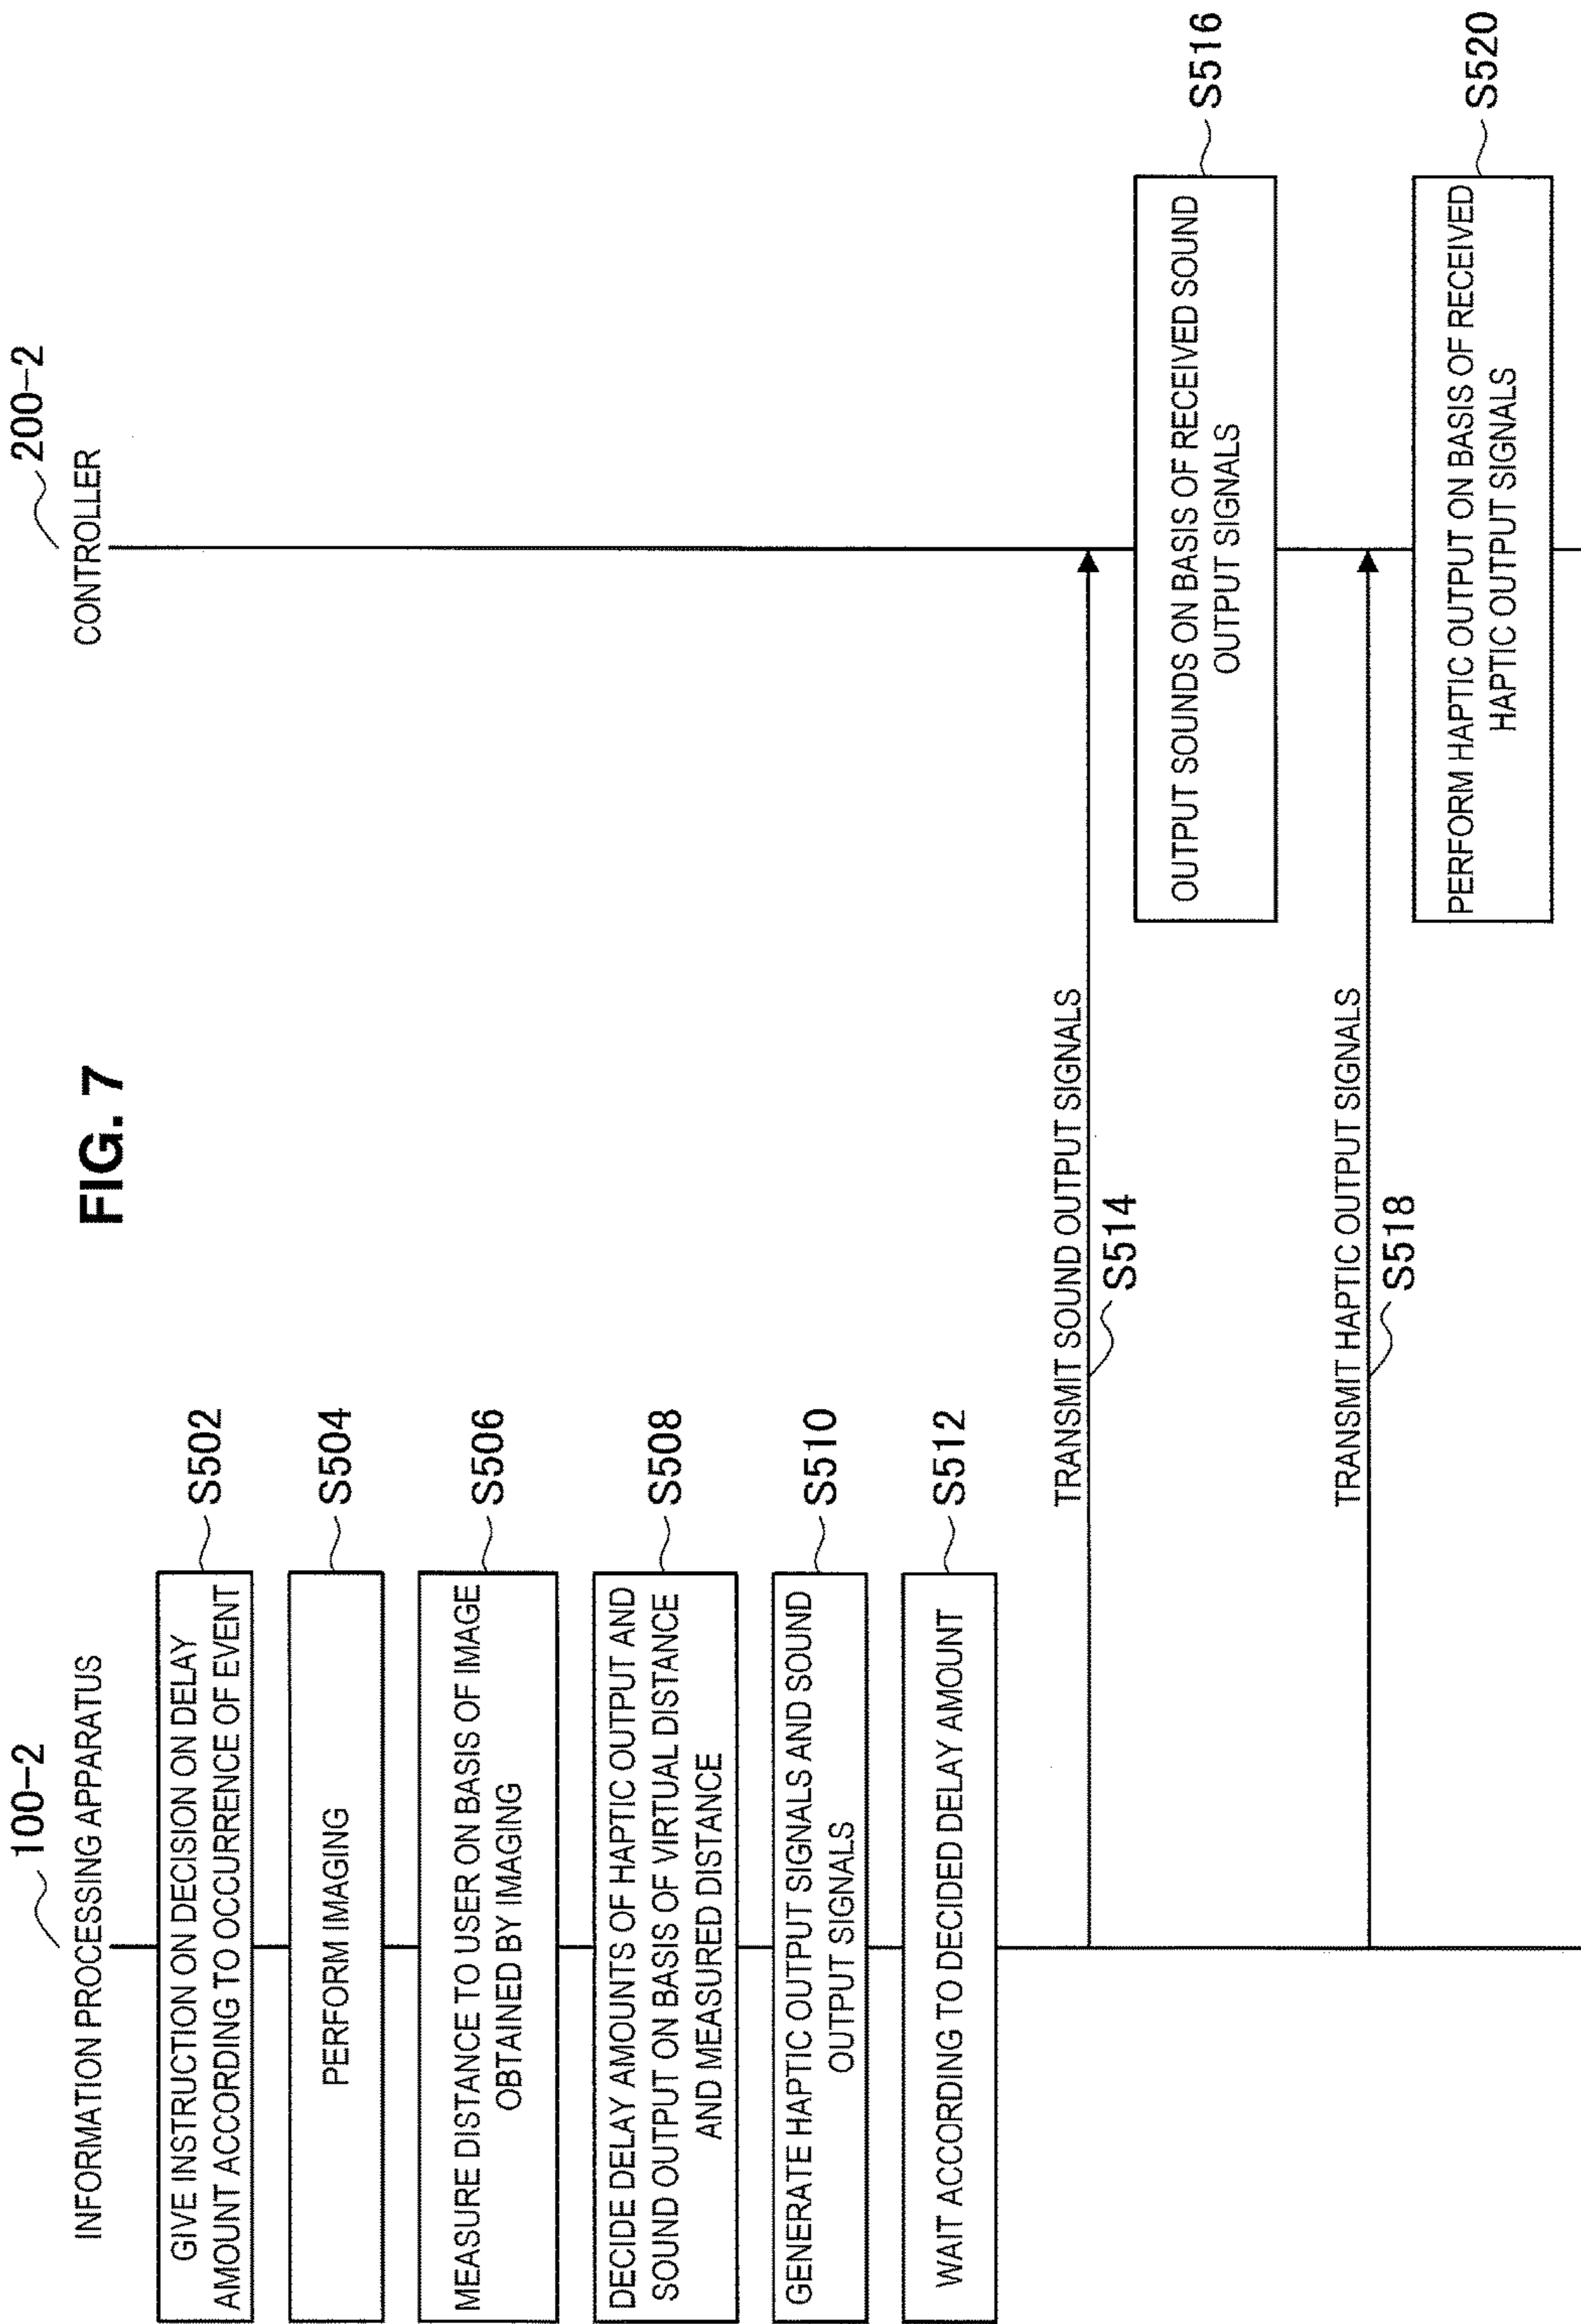 FIG. 7
100-2
INFORMATION PROCESSING APPARATUS
200-2
CONTROLLER
GIVE INSTRUCTION ON DECISION ON DELAY
AMOUNT ACCORDING TO OCCURRENCE OF EVENT
S502
PERFORM IMAGING
S504
MEASURE DISTANCE TO USER ON BASIS OF IMAGE
OBTAINED BY IMAGING
S506
DECIDE DELAY AMOUNTS OF HAPTIC OUTPUT AND
SOUND OUTPUT ON BASIS OF VIRTUAL DISTANCE
AND MEASURED DISTANCE
S508
GENERATE HAPTIC OUTPUT SIGNALS AND SOUND
OUTPUT SIGNALS
S510
WAIT ACCORDING TO DECIDED DELAY AMOUNT
S512
TRANSMIT SOUND OUTPUT SIGNALS
S514
OUTPUT SOUNDS ON BASIS OF RECEIVED SOUND
OUTPUT SIGNALS
S516
TRANSMIT HAPTIC OUTPUT SIGNALS
S518
PERFORM HAPTIC OUTPUT ON BASIS OF RECEIVED
HAPTIC OUTPUT SIGNALS
S520